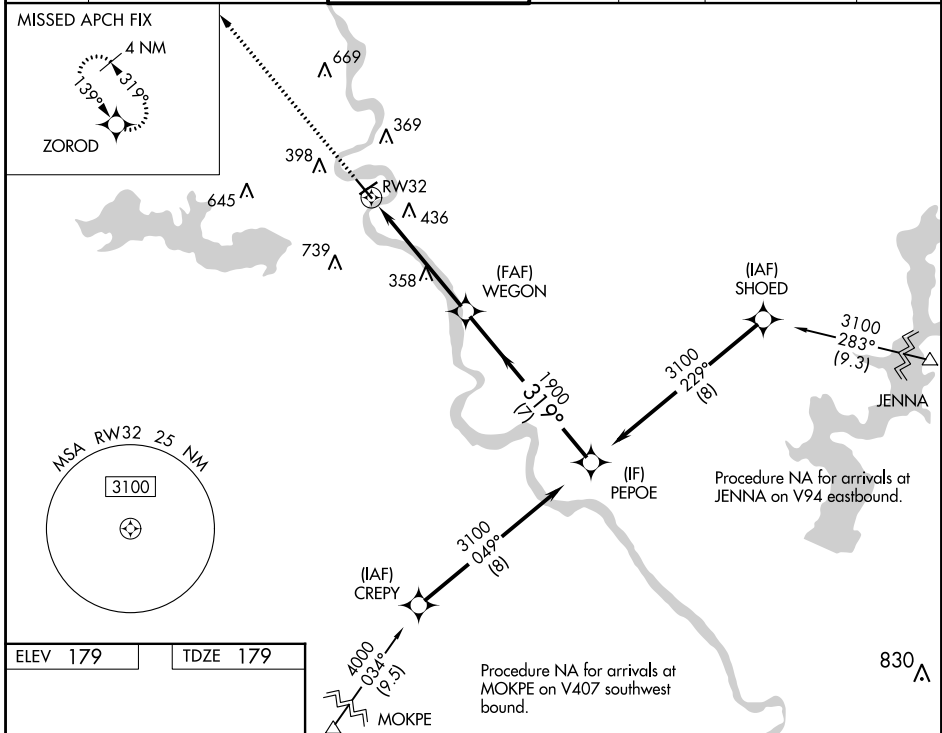 MISSED APCH FIX
4 NM
319°
139°
ZOROD
669
369
398
RW32
645
436
739
358
(FAF)
WEGON
(IAF)
SHOED
3100
283°
(9.3)
JENNA
3100
229°
(8)
1900
319°
(7)
(IF)
PEPOE
Procedure NA for arrivals at
JENNA on V94 eastbound.
MSA RW32 25 NM
3100
3100
049°
(8)
(IAF)
CREPY
4000
034°
(9.5)
MOKPE
Procedure NA for arrivals at
MOKPE on V407 southwest
bound.
830
ELEV 179
TDZE 179